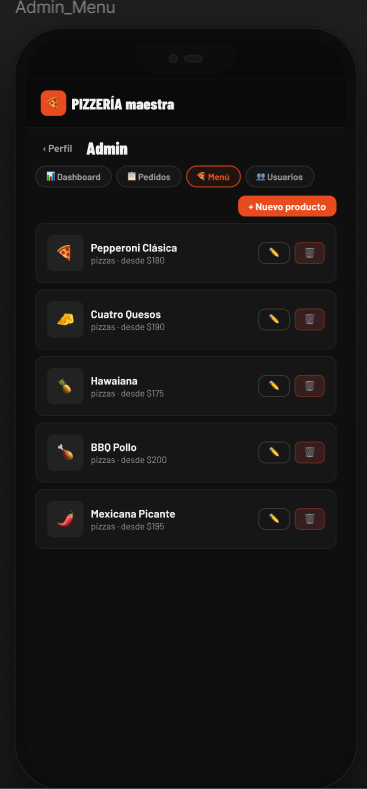 Admin_Menu
PIZZERÍA maestra
‹ Perfil Admin
Dashboard Pedidos Menú Usuarios
+ Nuevo producto
Pepperoni Clásica
pizzas · desde $180
Cuatro Quesos
pizzas · desde $190
Hawaiana
pizzas · desde $175
BBQ Pollo
pizzas · desde $200
Mexicana Picante
pizzas · desde $195